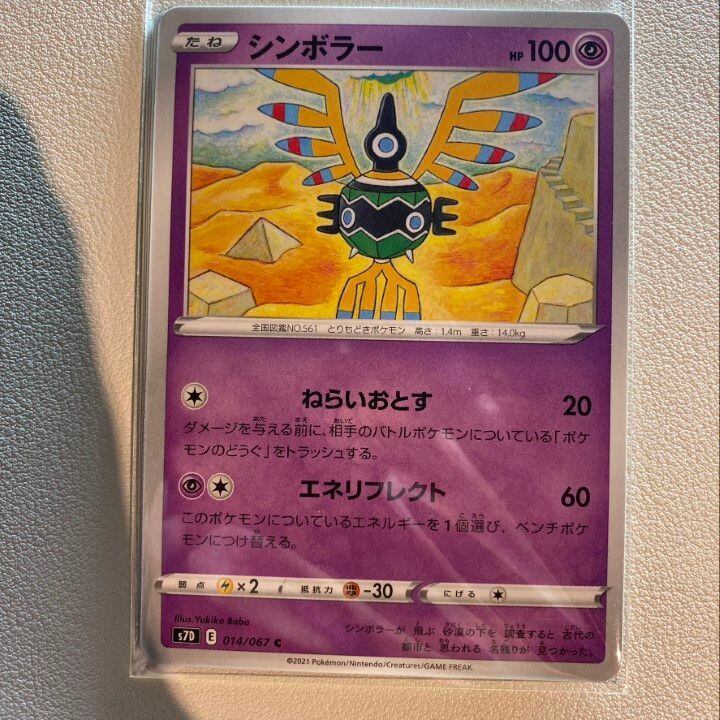 たね シンボラー HP 100
全国図鑑NO.561 とりもどきポケモン 高さ:1.4m 重さ:14.0kg
ねらいおとす 20
ダメージを与える前に、相手のバトルポケモンについている「ポケ
モンのどうぐ」をトラッシュする。
エネリフレクト 60
このポケモンについているエネルギーを1個選び、ベンチポケ
モンにつけ替える。
弱点 ×2 抵抗力 -30 にげる
Illus.Yukiko Baba
s7D E 014/067 C
シンボラーが 飛ぶ 砂漠の下を 調査すると 古代の
都市と 思われる 名残りが 見つかった。
©2021 Pokémon/Nintendo/Creatures/GAME FREAK.